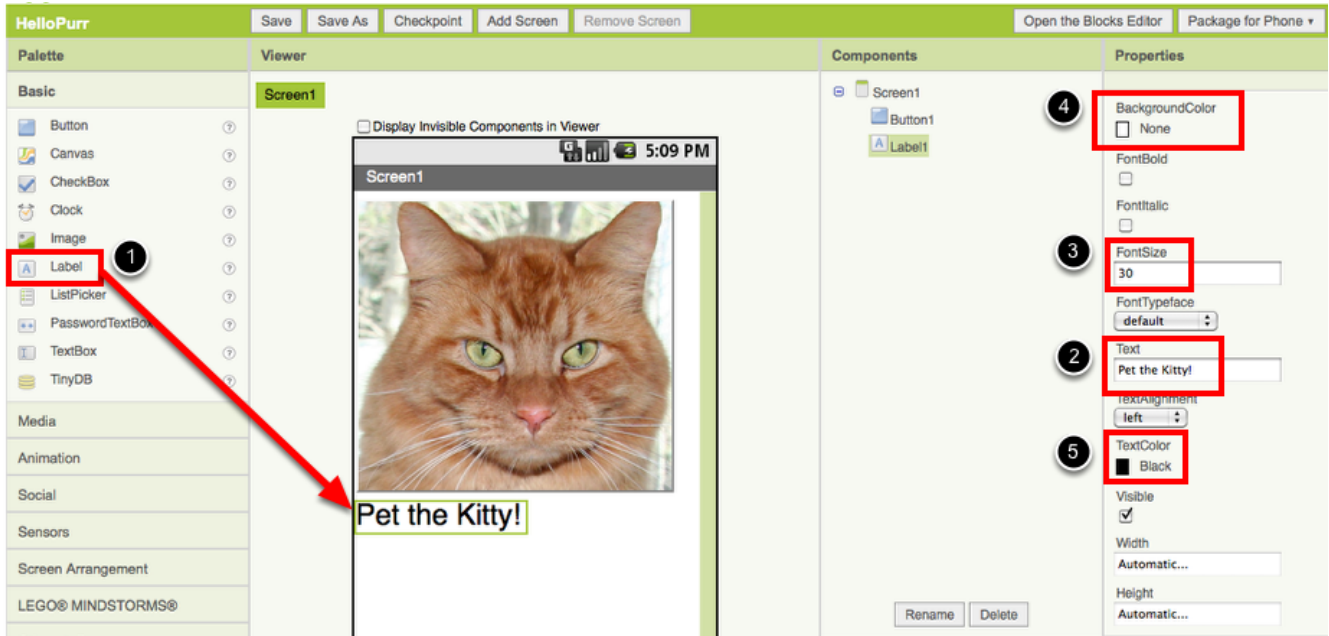 HelloPurr
Save
Save As
Checkpoint
Add Screen
Remove Screen
Open the Blocks Editor
Package for Phone
Palette
Viewer
Components
Properties
Basic
Button
Canvas
CheckBox
Clock
Image
Label
ListPicker
PasswordTextBox
TextBox
TinyDB
Media
Animation
Social
Sensors
Screen Arrangement
LEGO® MINDSTORMS®
1
Screen1
Display Invisible Components in Viewer
5:09 PM
Screen1
Pet the Kitty!
Screen1
Button1
Label1
Rename
Delete
4
BackgroundColor
None
FontBold
FontItalic
3
FontSize
30
FontTypeface
default
2
Text
Pet the Kitty!
TextAlignment
left
5
TextColor
Black
Visible
Width
Automatic...
Height
Automatic...